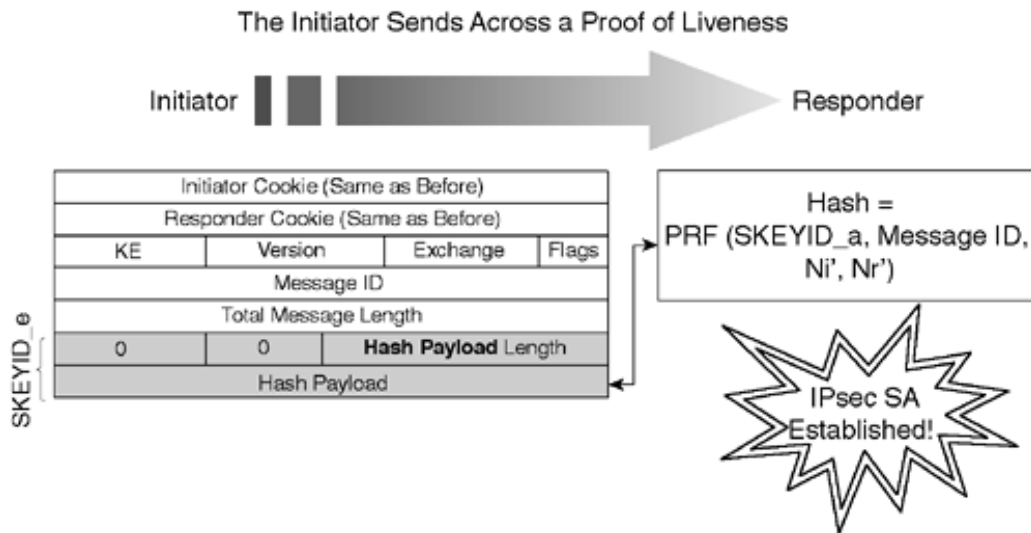 The Initiator Sends Across a Proof of Liveness
Initiator
Responder
Initiator Cookie (Same as Before)
Responder Cookie (Same as Before)
KE Version Exchange Flags
Message ID
Total Message Length
0 0 Hash Payload Length
Hash Payload
SKEYID_e
Hash =
PRF (SKEYID_a, Message ID,
Ni', Nr')
IPsec SA
Established!